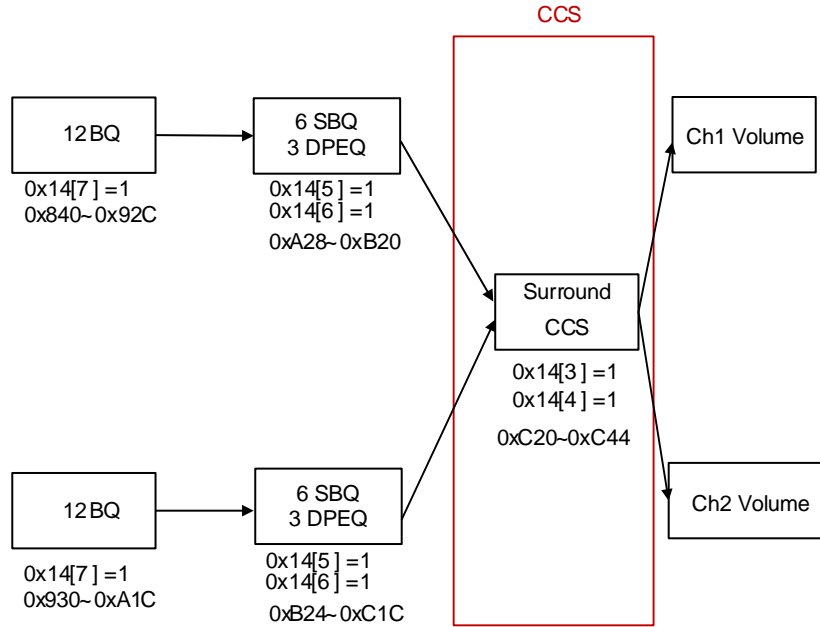 CCS
12BQ
0x14[7]=1
0x840~0x92C
6 SBQ
3 DPEQ
0x14[5]=1
0x14[6]=1
0xA28~0xB20
Surround
CCS
0x14[3]=1
0x14[4]=1
0xC20~0xC44
Ch1 Volume
12BQ
0x14[7]=1
0x930~0xA1C
6 SBQ
3 DPEQ
0x14[5]=1
0x14[6]=1
0xB24~0xC1C
Ch2 Volume